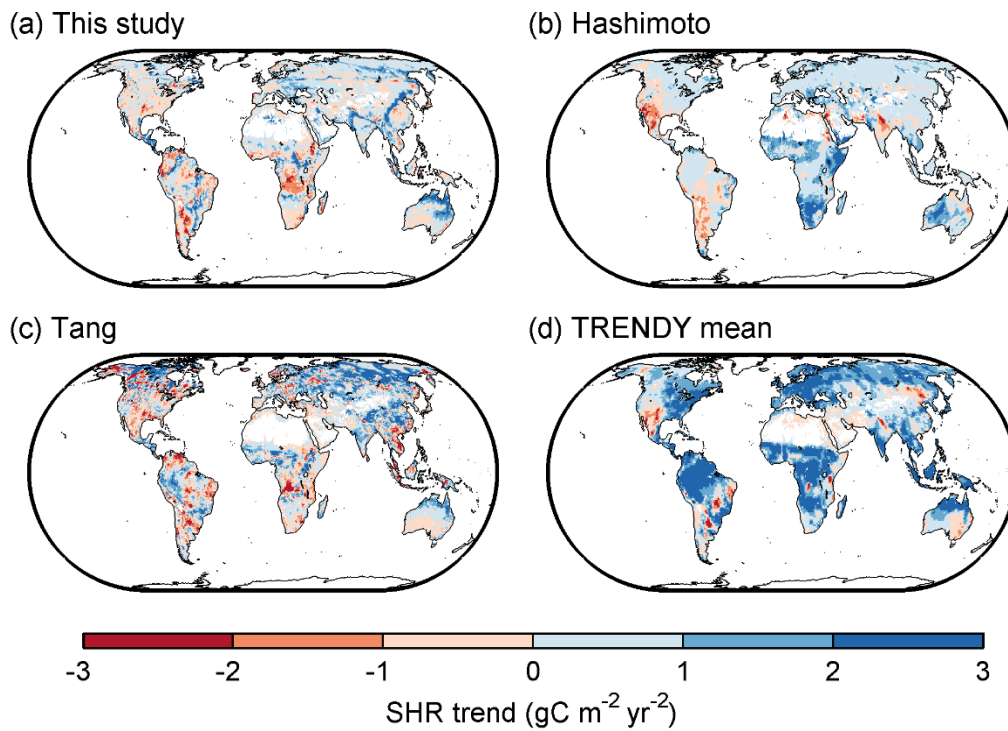 (a) This study
(b) Hashimoto
(c) Tang
(d) TRENDY mean
-3 -2 -1 0 1 2 3
SHR trend (gC m⁻² yr⁻²)